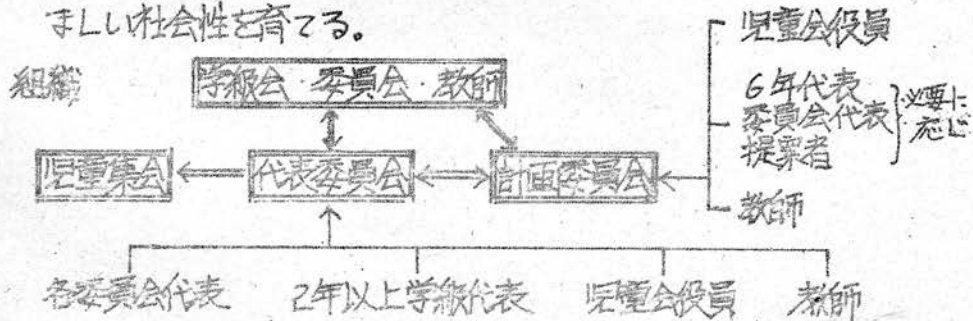 ましい社会性を育てる。
組織
学級会・委員会・教師
児童集会
代表委員会
計画委員会
児童会役員
6年代表
委員会代表
提案者
必要に
応じ
教師
各委員会代表
2年以上学級代表
児童会役員
教師